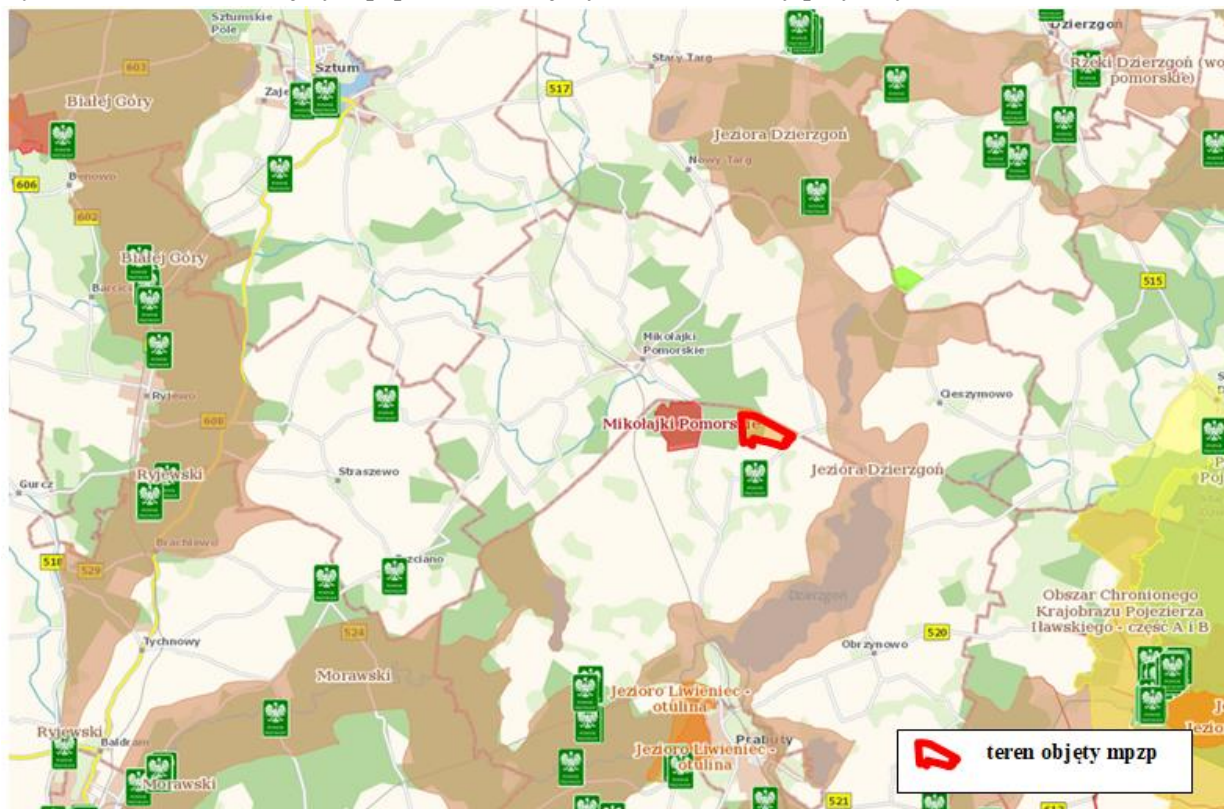 Sztumskie
Pole
Dzierzgoń
Sztum
Stary Targ
Rzeki Dzierzgoń (wo
pomorskie)
603
Zaje
517
Białej Góry
Jeziora Dzierzgoń
Nowy Targ
606
Benowo
602
Białej Góry
515
Mikołajki
Pomorskie
Ryjewo
Cieszymowo
608
Mikołajki Pomorskie
Jeziora Dzierzgoń
Ryjewski
Straszewo
Gurcz
Brachlewo
518
529
Dzierzgoń
Obszar Chronionego
Krajobrazu Pojezierza
Iławskiego - część A i B
524
520
Tychnowy
Obrzynowo
Morawski
Jezioro Liwieniec -
otulina
Ryjewski
Baldram
Prabuty
Jezioro Liwieniec -
otulina
Morawski
teren objęty mpzp
521